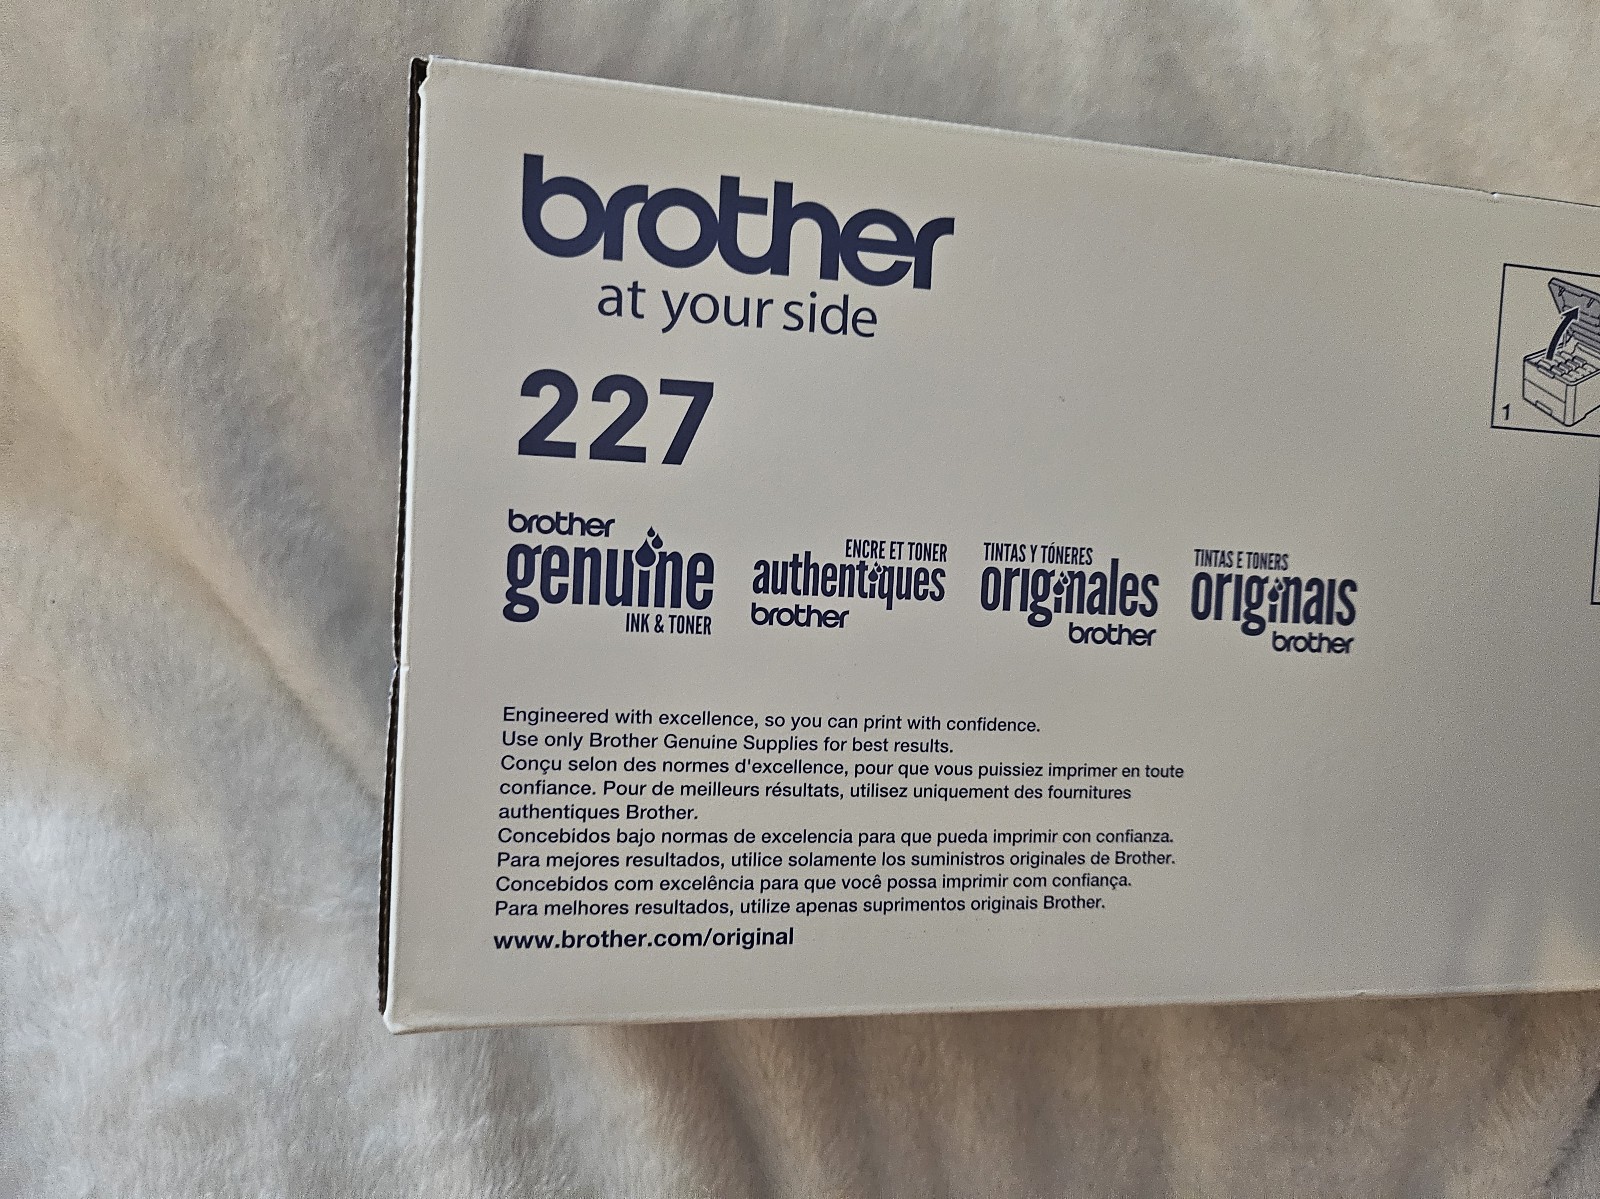 brother
at your side
227
brother
genuine
INK & TONER
ENCRE ET TONER
authentiques
brother
TINTAS Y TÓNERES
originales
brother
TINTAS E TONERS
originais
brother
Engineered with excellence, so you can print with confidence.
Use only Brother Genuine Supplies for best results.
Conçu selon des normes d'excellence, pour que vous puissiez imprimer en toute
confiance. Pour de meilleurs résultats, utilisez uniquement des fournitures
authentiques Brother.
Concebidos bajo normas de excelencia para que pueda imprimir con confianza.
Para mejores resultados, utilice solamente los suministros originales de Brother.
Concebidos com excelência para que você possa imprimir com confiança.
Para melhores resultados, utilize apenas suprimentos originais Brother.
www.brother.com/original
1